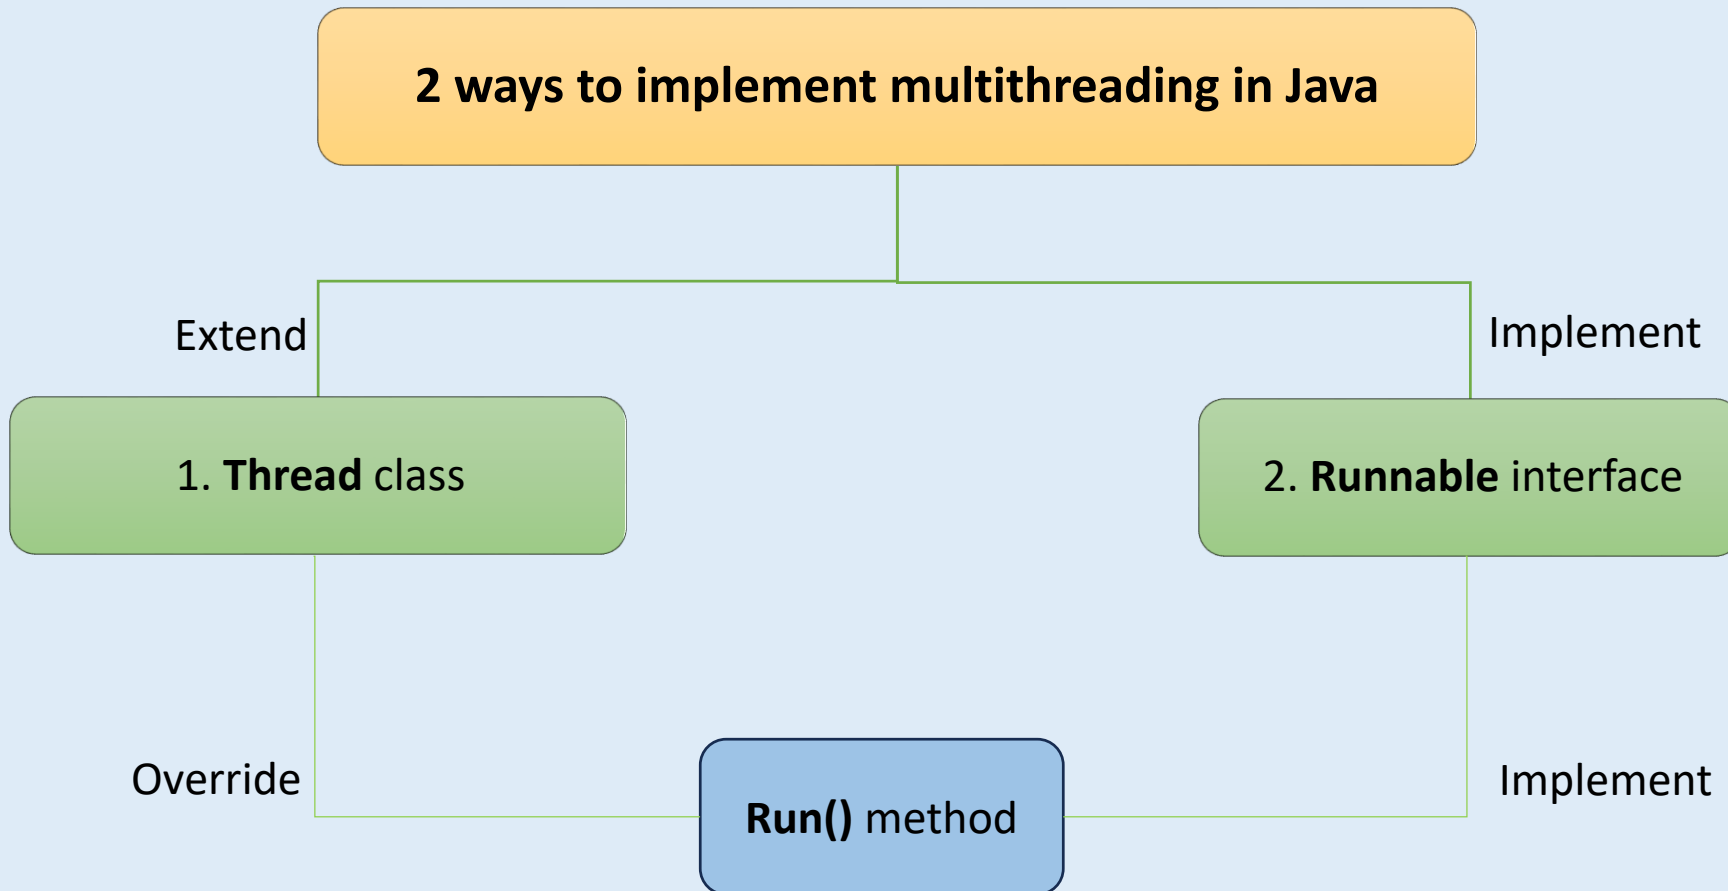 2 ways to implement multithreading in Java
Extend
Implement
1. Thread class
2. Runnable interface
Override
Implement
Run() method